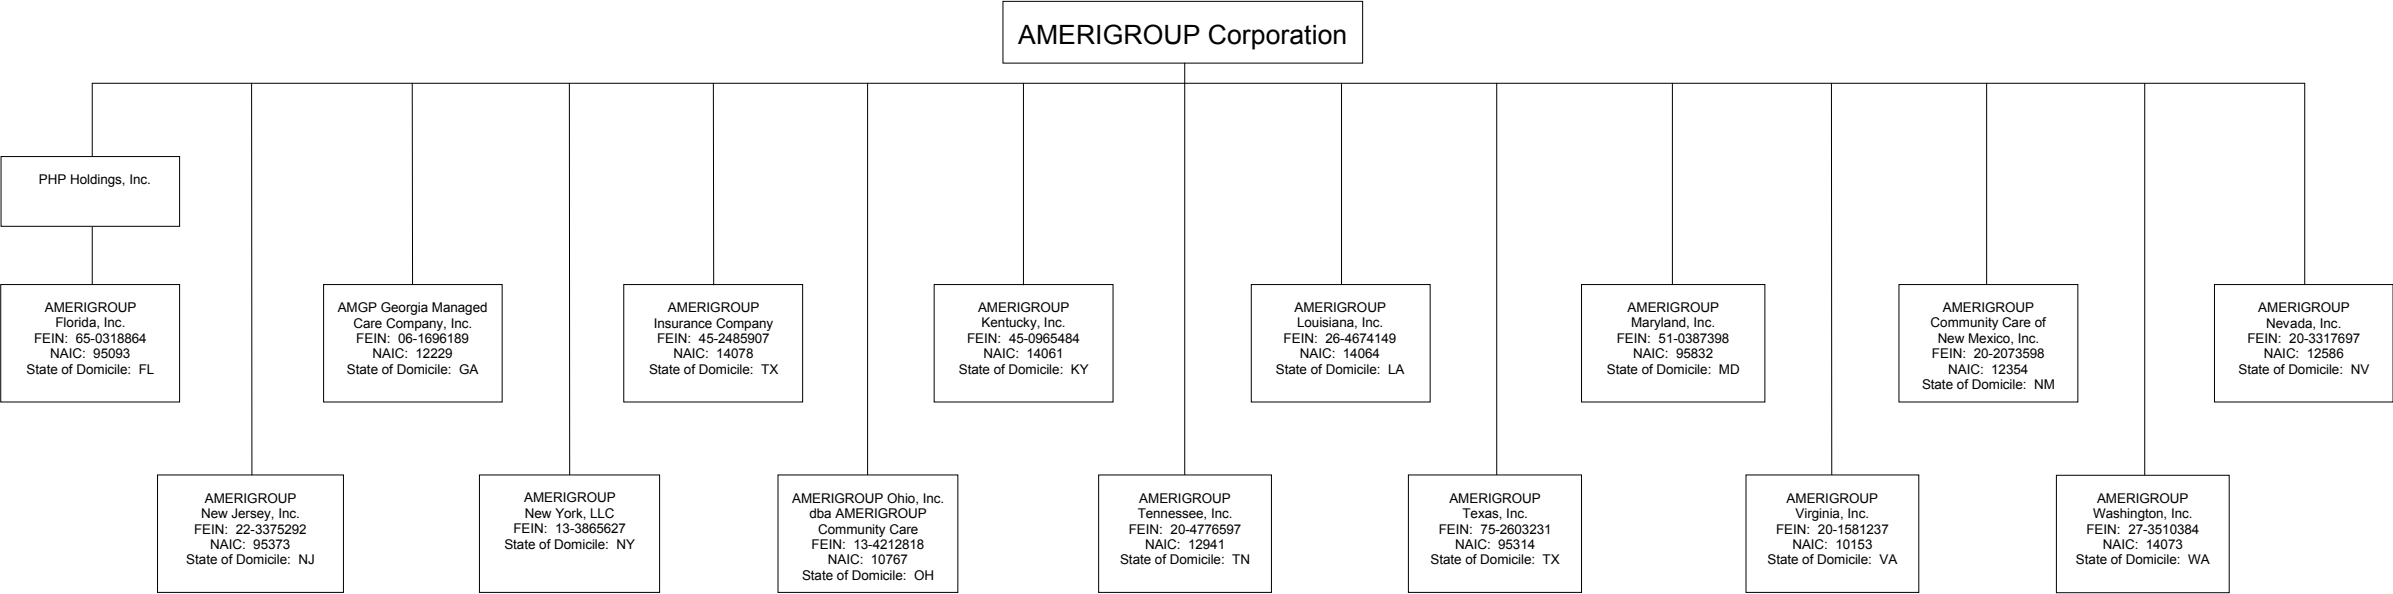 AMERIGROUP Corporation
PHP Holdings, Inc.
AMERIGROUP
Florida, Inc.
FEIN: 65-0318864
NAIC: 95093
State of Domicile: FL
AMGP Georgia Managed
Care Company, Inc.
FEIN: 06-1696189
NAIC: 12229
State of Domicile: GA
AMERIGROUP
Insurance Company
FEIN: 45-2485907
NAIC: 14078
State of Domicile: TX
AMERIGROUP
Kentucky, Inc.
FEIN: 45-0965484
NAIC: 14061
State of Domicile: KY
AMERIGROUP
Louisiana, Inc.
FEIN: 26-4674149
NAIC: 14064
State of Domicile: LA
AMERIGROUP
Maryland, Inc.
FEIN: 51-0387398
NAIC: 95832
State of Domicile: MD
AMERIGROUP
Community Care of
New Mexico, Inc.
FEIN: 20-2073598
NAIC: 12354
State of Domicile: NM
AMERIGROUP
Nevada, Inc.
FEIN: 20-3317697
NAIC: 12586
State of Domicile: NV
AMERIGROUP
New Jersey, Inc.
FEIN: 22-3375292
NAIC: 95373
State of Domicile: NJ
AMERIGROUP
New York, LLC
FEIN: 13-3865627
State of Domicile: NY
AMERIGROUP Ohio, Inc.
dba AMERIGROUP
Community Care
FEIN: 13-4212818
NAIC: 10767
State of Domicile: OH
AMERIGROUP
Tennessee, Inc.
FEIN: 20-4776597
NAIC: 12941
State of Domicile: TN
AMERIGROUP
Texas, Inc.
FEIN: 75-2603231
NAIC: 95314
State of Domicile: TX
AMERIGROUP
Virginia, Inc.
FEIN: 20-1581237
NAIC: 10153
State of Domicile: VA
AMERIGROUP
Washington, Inc.
FEIN: 27-3510384
NAIC: 14073
State of Domicile: WA